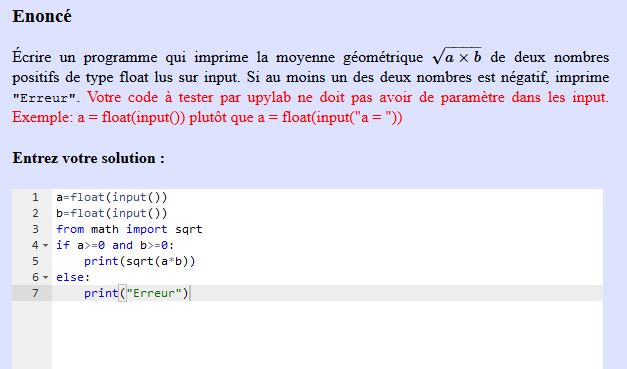 Enoncé
Écrire un programme qui imprime la moyenne géométrique √a × b de deux nombres
positifs de type float lus sur input. Si au moins un des deux nombres est négatif, imprime
"Erreur". Votre code à tester par upylab ne doit pas avoir de paramètre dans les input.
Exemple: a = float(input()) plutôt que a = float(input("a = "))
Entrez votre solution :
1 a=float(input())
2 b=float(input())
3 from math import sqrt
4 if a>=0 and b>=0:
5 print(sqrt(a*b))
6 else:
7 print("Erreur")